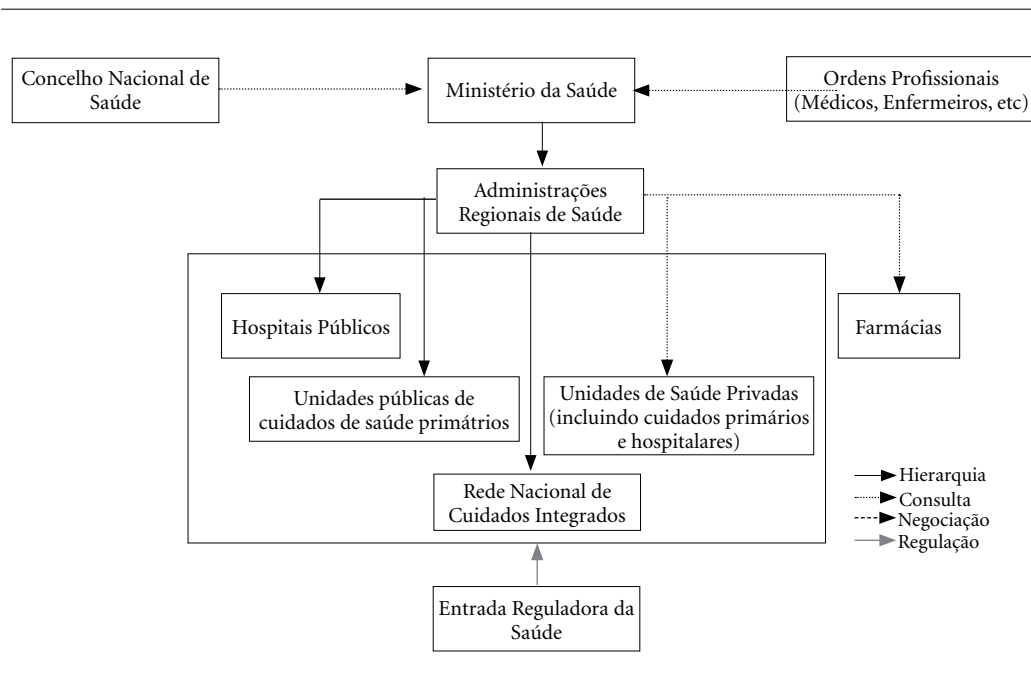 Concelho Nacional de
Saúde
Ministério da Saúde
Ordens Profissionais
(Médicos, Enfermeiros, etc)
Administrações
Regionais de Saúde
Hospitais Públicos
Farmácias
Unidades públicas de
cuidados de saúde primátrios
Unidades de Saúde Privadas
(incluindo cuidados primários
e hospitalares)
Rede Nacional de
Cuidados Integrados
Hierarquia
Consulta
Negociação
Regulação
Entrada Reguladora da
Saúde